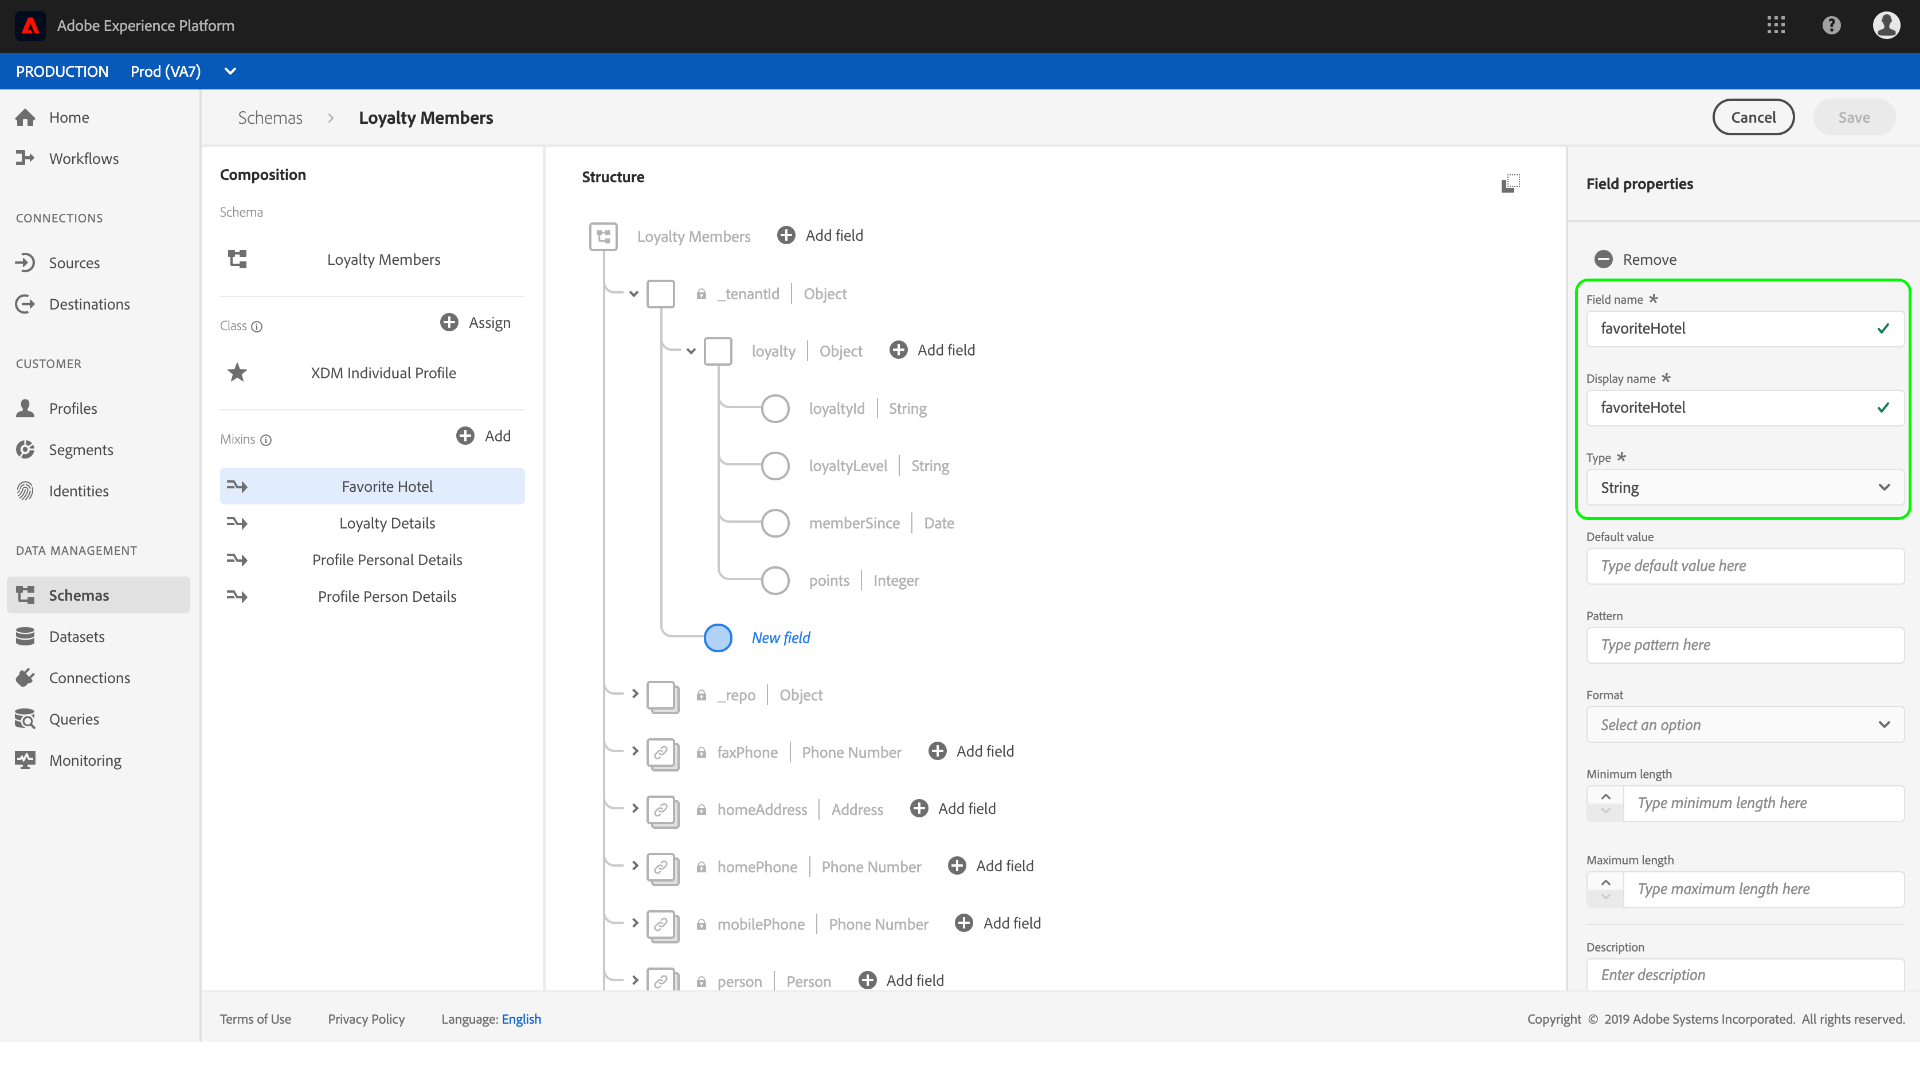 Adobe Experience Platform
PRODUCTION Prod (VA7)
Home
Workflows
CONNECTIONS
Sources
Destinations
CUSTOMER
Profiles
Segments
Identities
DATA MANAGEMENT
Schemas
Datasets
Connections
Queries
Monitoring
Schemas > Loyalty Members
Cancel
Save
Composition
Schema
Loyalty Members
Class
Assign
XDM Individual Profile
Mixins
Add
Favorite Hotel
Loyalty Details
Profile Personal Details
Profile Person Details
Structure
Loyalty Members Add field
_tenantId | Object
loyalty | Object Add field
loyaltyId | String
loyaltyLevel | String
memberSince | Date
points | Integer
New field
_repo | Object
faxPhone | Phone Number Add field
homeAddress | Address Add field
homePhone | Phone Number Add field
mobilePhone | Phone Number Add field
person | Person Add field
Field properties
Remove
Field name *
favoriteHotel
Display name *
favoriteHotel
Type *
String
Default value
Type default value here
Pattern
Type pattern here
Format
Select an option
Minimum length
Type minimum length here
Maximum length
Type maximum length here
Description
Enter description
Terms of Use Privacy Policy Language: English
Copyright © 2019 Adobe Systems Incorporated. All rights reserved.